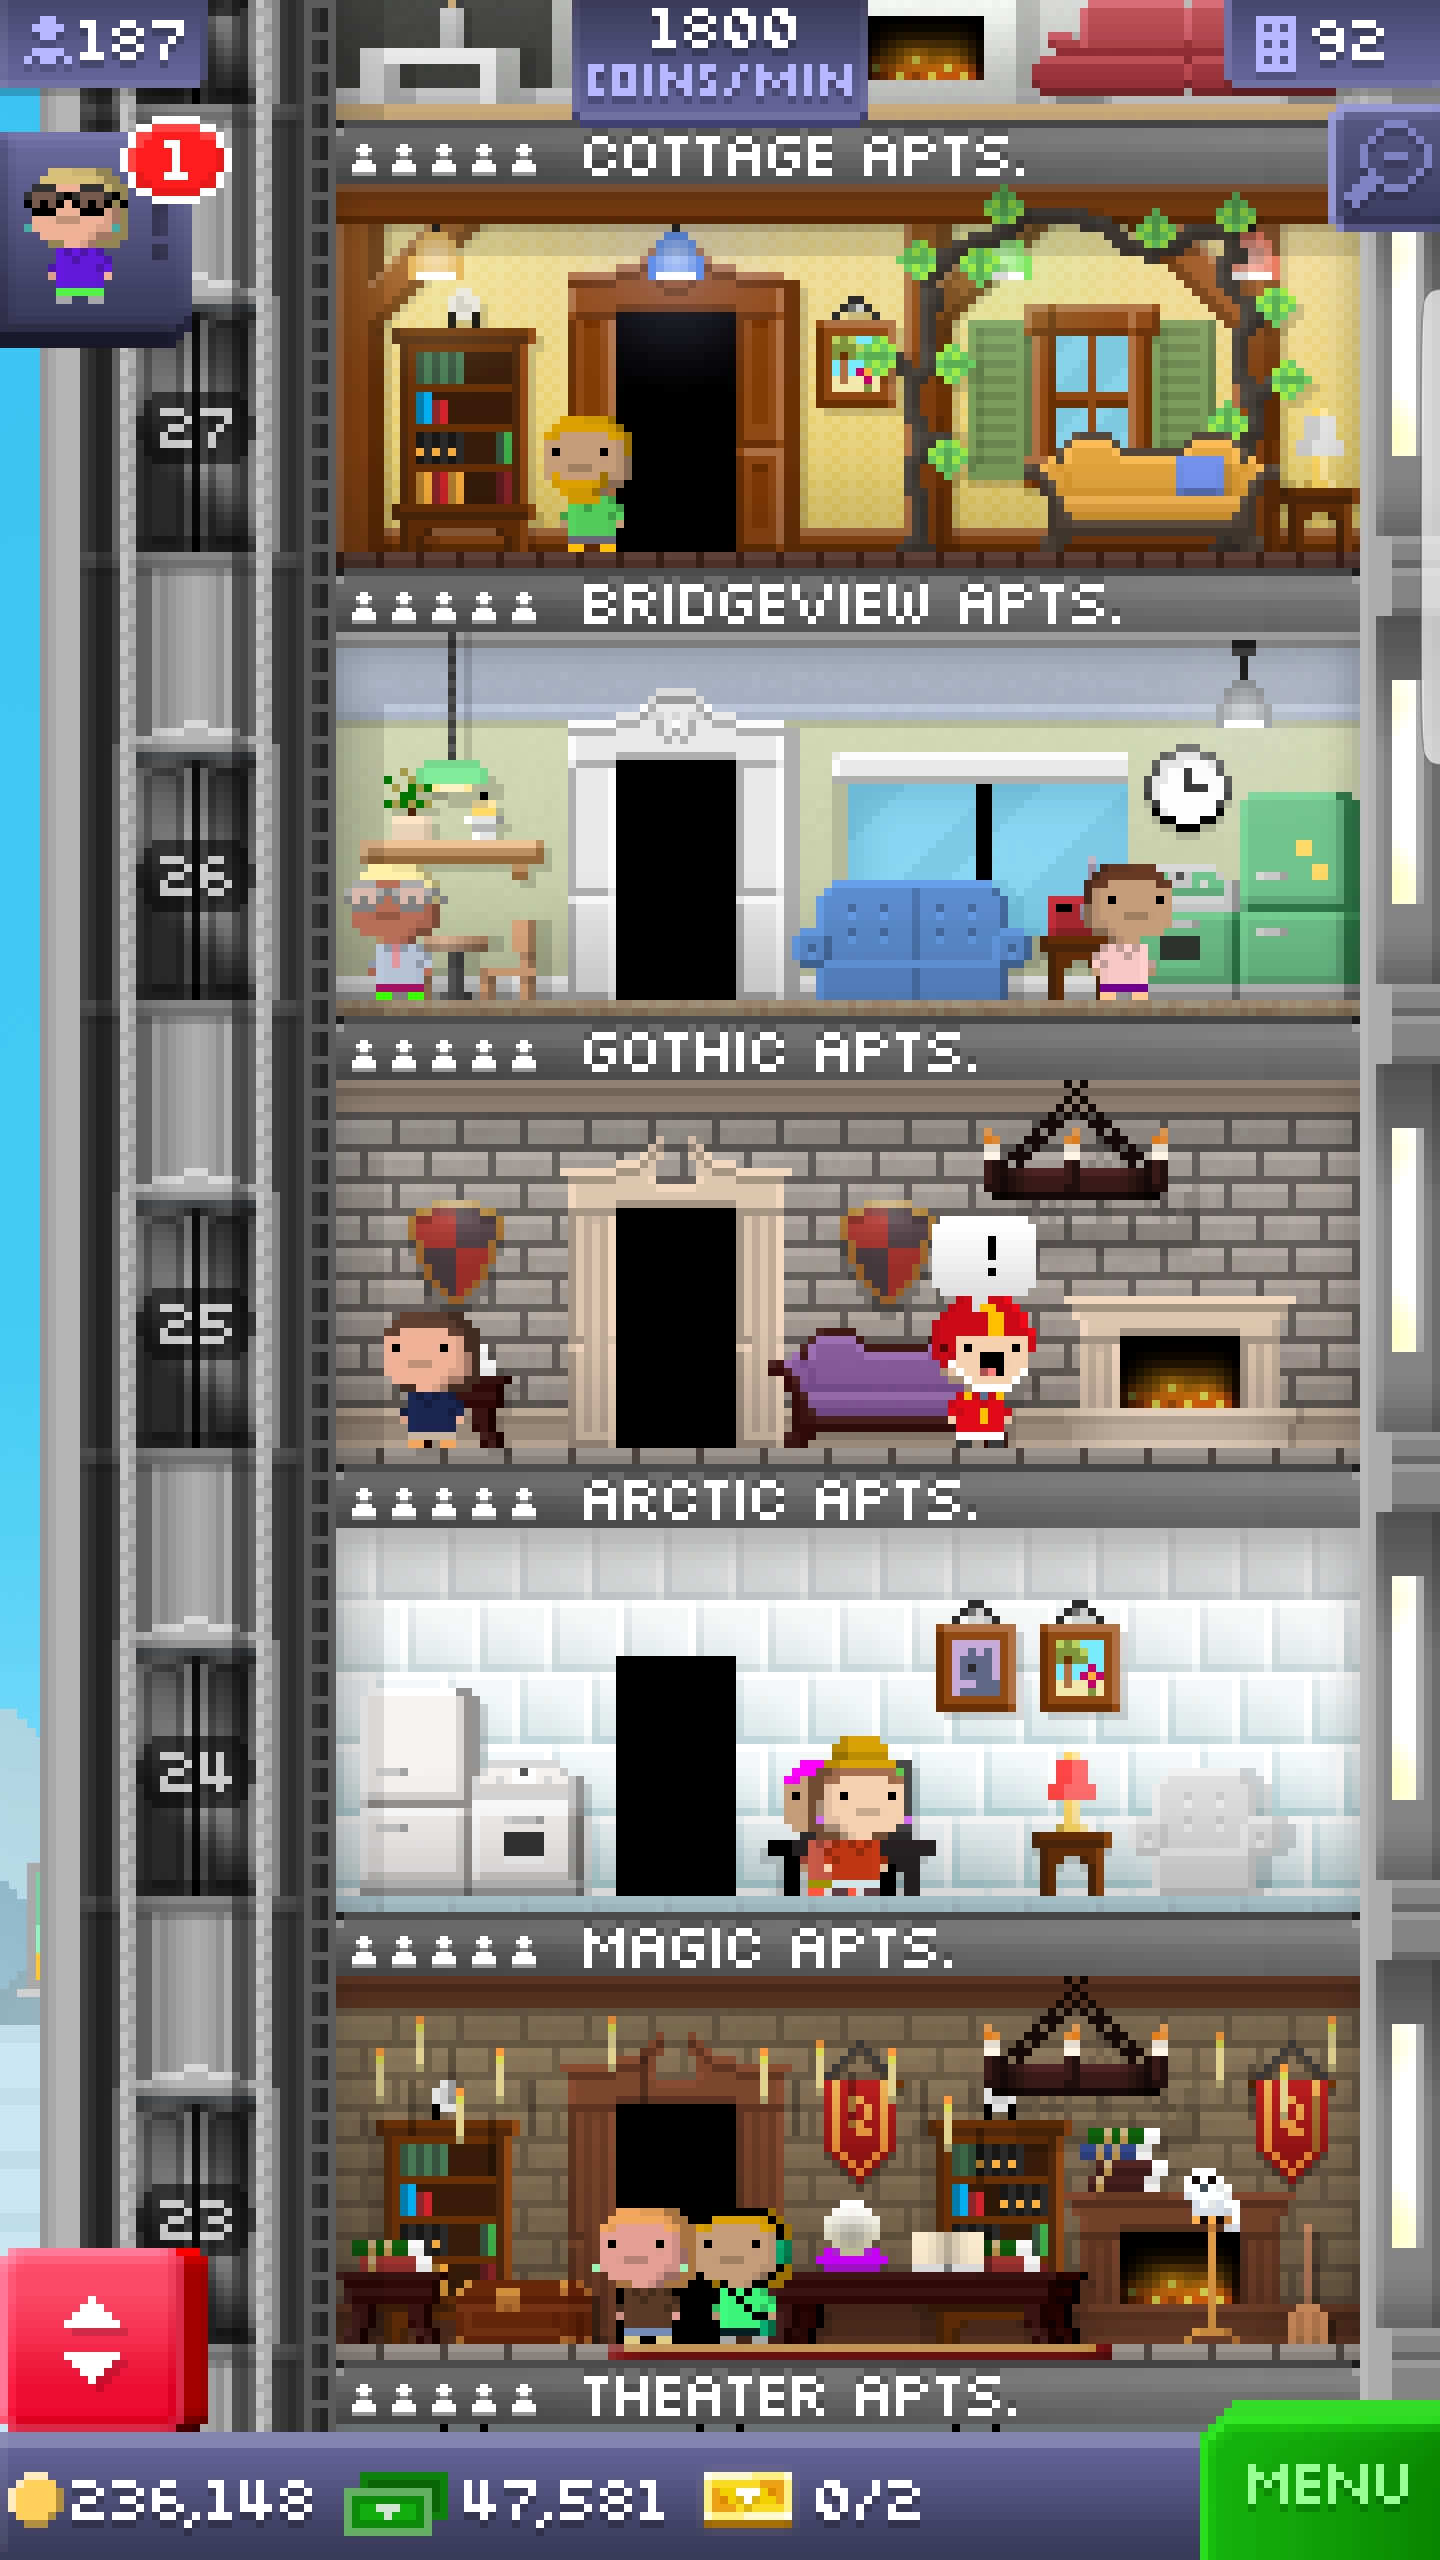 187
1800
COINS/MIN
92
1
COTTAGE APTS.
27
BRIDGEVIEW APTS.
26
GOTHIC APTS.
25
!
ARCTIC APTS.
24
MAGIC APTS.
23
THEATER APTS.
236,148 47,581 0/2
MENU